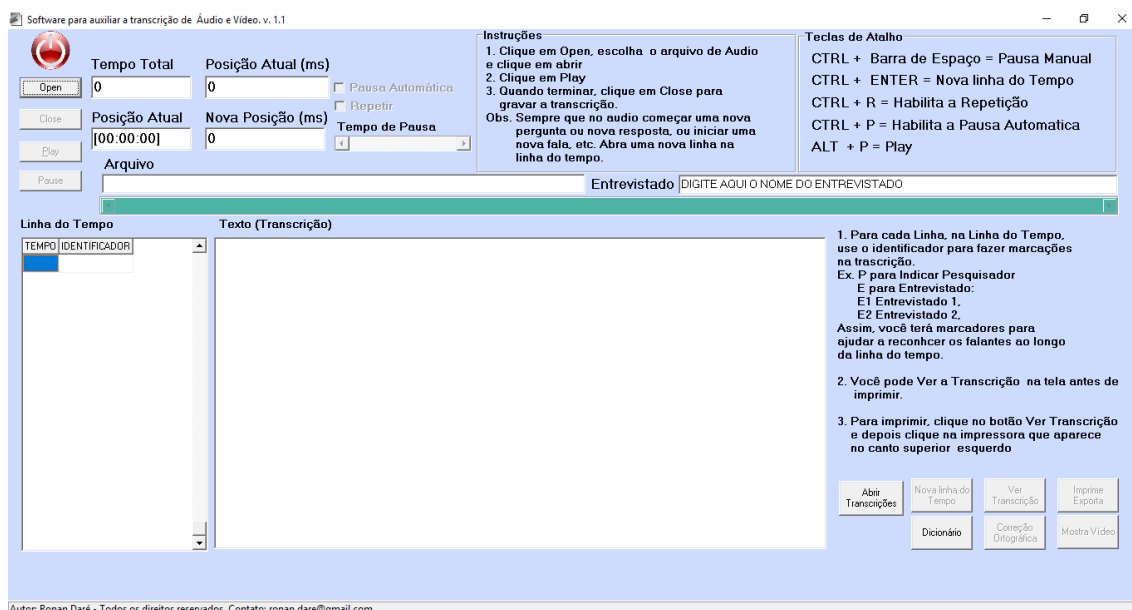 Software para auxiliar a transcrição de Áudio e Vídeo. v. 1.1
Tempo Total
Posição Atual (ms)
Open
0
0
Pausa Automática
Repetir
Close
Posição Atual
Nova Posição (ms)
Tempo de Pausa
[00:00:00]
0
Play
Arquivo
Pause
Instruções
1. Clique em Open, escolha o arquivo de Audio
e clique em abrir
2. Clique em Play
3. Quando terminar, clique em Close para
gravar a transcrição.
Obs. Sempre que no audio começar uma nova
pergunta ou nova resposta, ou iniciar uma
nova fala, etc. Abra uma nova linha na
linha do tempo.
Teclas de Atalho
CTRL + Barra de Espaço = Pausa Manual
CTRL + ENTER = Nova linha do Tempo
CTRL + R = Habilita a Repetição
CTRL + P = Habilita a Pausa Automatica
ALT + P = Play
Entrevistado
DIGITE AQUI O NOME DO ENTREVISTADO
Linha do Tempo
Texto (Transcrição)
TEMPO
IDENTIFICADOR
1. Para cada Linha, na Linha do Tempo,
use o identificador para fazer marcações
na trascrição.
Ex. P para Indicar Pesquisador
E para Entrevistado:
E1 Entrevistado 1,
E2 Entrevistado 2,
Assim, você terá marcadores para
ajudar a reconhcer os falantes ao longo
da linha do tempo.
2. Você pode Ver a Transcrição na tela antes de
imprimir.
3. Para imprimir, clique no botão Ver Transcrição
e depois clique na impressora que aparece
no canto superior esquerdo
Abrir
Transcrições
Nova linha do
Tempo
Ver
Transcrição
Imprime
Exporta
Dicionário
Correção
Ortográfica
Mostra Vídeo
Autor: Ronan Daré - Todos os direitos reservados. Contato: ronan.dare@gmail.com